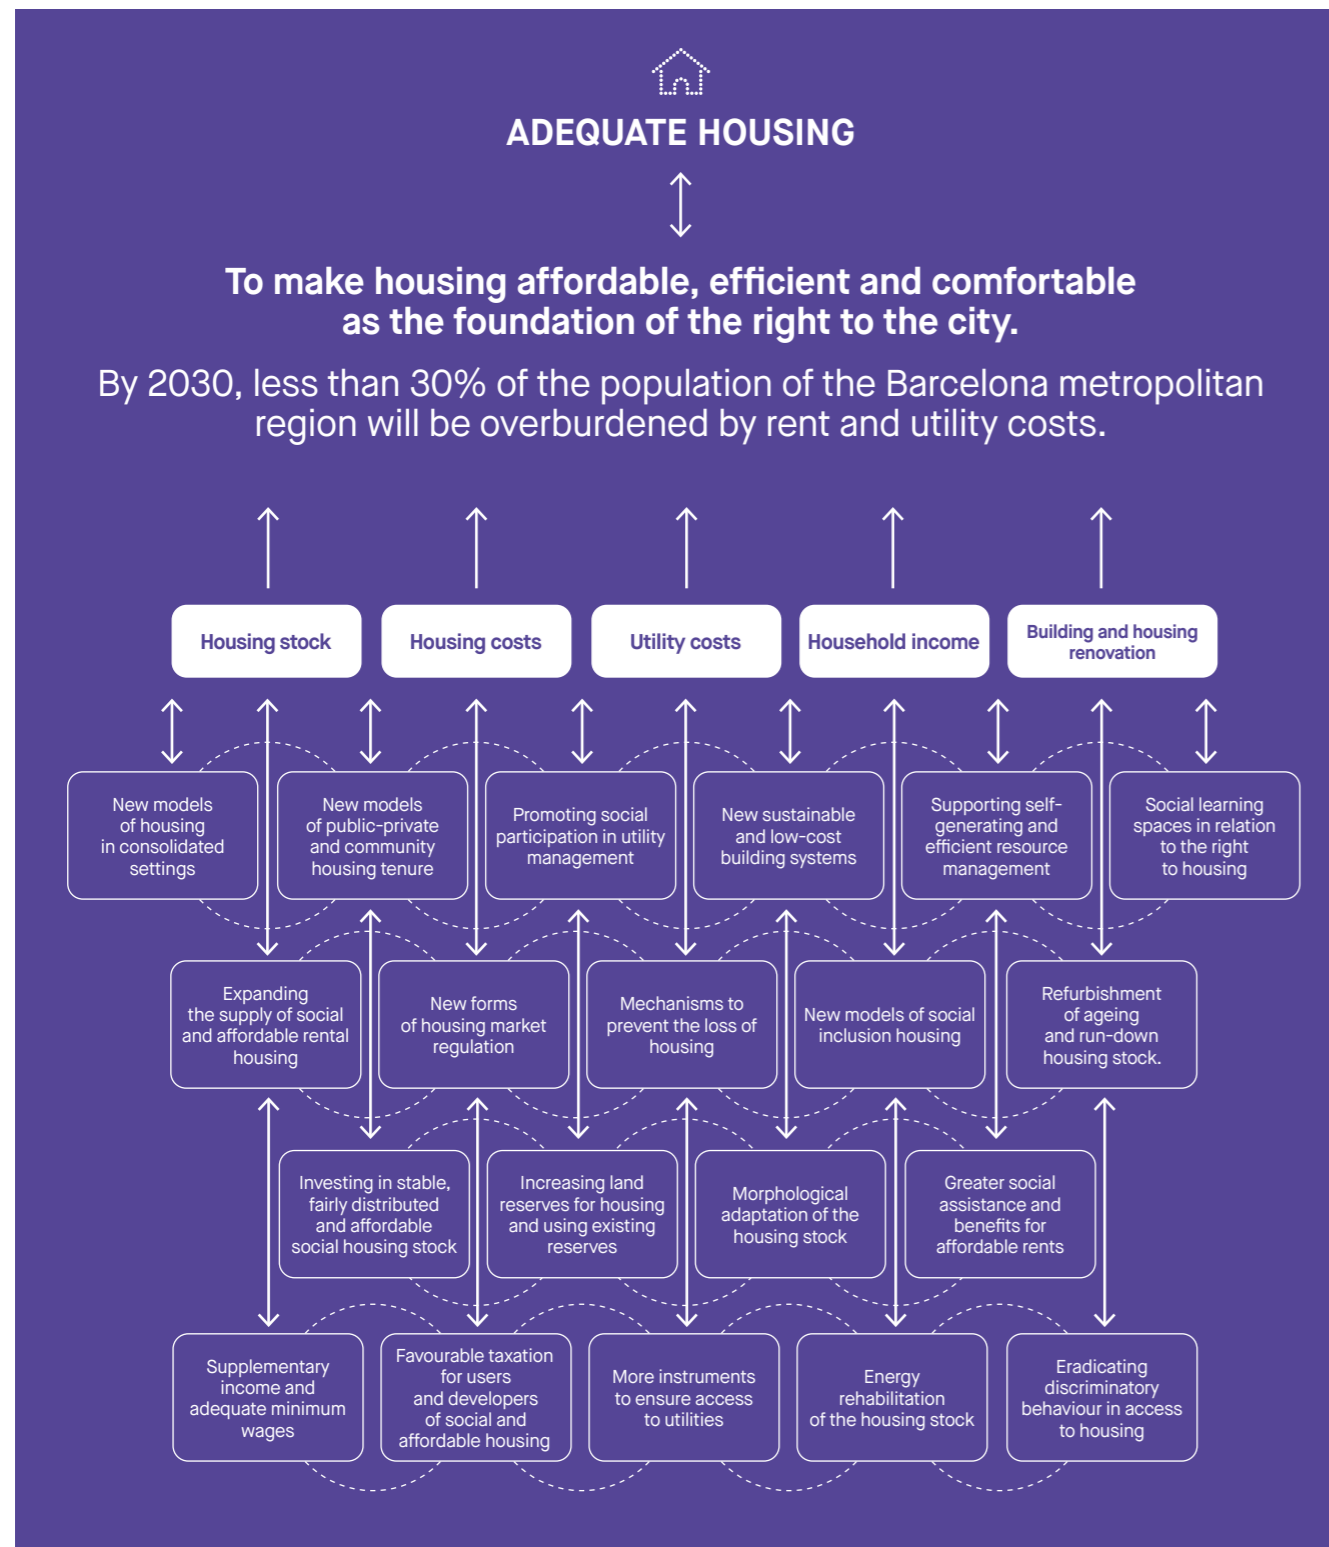 ADEQUATE HOUSING
To make housing affordable, efficient and comfortable
as the foundation of the right to the city.
By 2030, less than 30% of the population of the Barcelona metropolitan
region will be overburdened by rent and utility costs.
Housing stock
Housing costs
Utility costs
Household income
Building and housing
renovation
New models
of housing
in consolidated
settings
New models
of public-private
and community
housing tenure
Promoting social
participation in utility
management
New sustainable
and low-cost
building systems
Supporting self-
generating and
efficient resource
management
Social learning
spaces in relation
to the right
to housing
Expanding
the supply of social
and affordable rental
housing
New forms
of housing market
regulation
Mechanisms to
prevent the loss of
housing
New models of social
inclusion housing
Refurbishment
of ageing
and run-down
housing stock.
Investing in stable,
fairly distributed
and affordable
social housing stock
Increasing land
reserves for housing
and using existing
reserves
Morphological
adaptation of the
housing stock
Greater social
assistance and
benefits for
affordable rents
Supplementary
income and
adequate minimum
wages
Favourable taxation
for users
and developers
of social and
affordable housing
More instruments
to ensure access
to utilities
Energy
rehabilitation
of the housing stock
Eradicating
discriminatory
behaviour in access
to housing